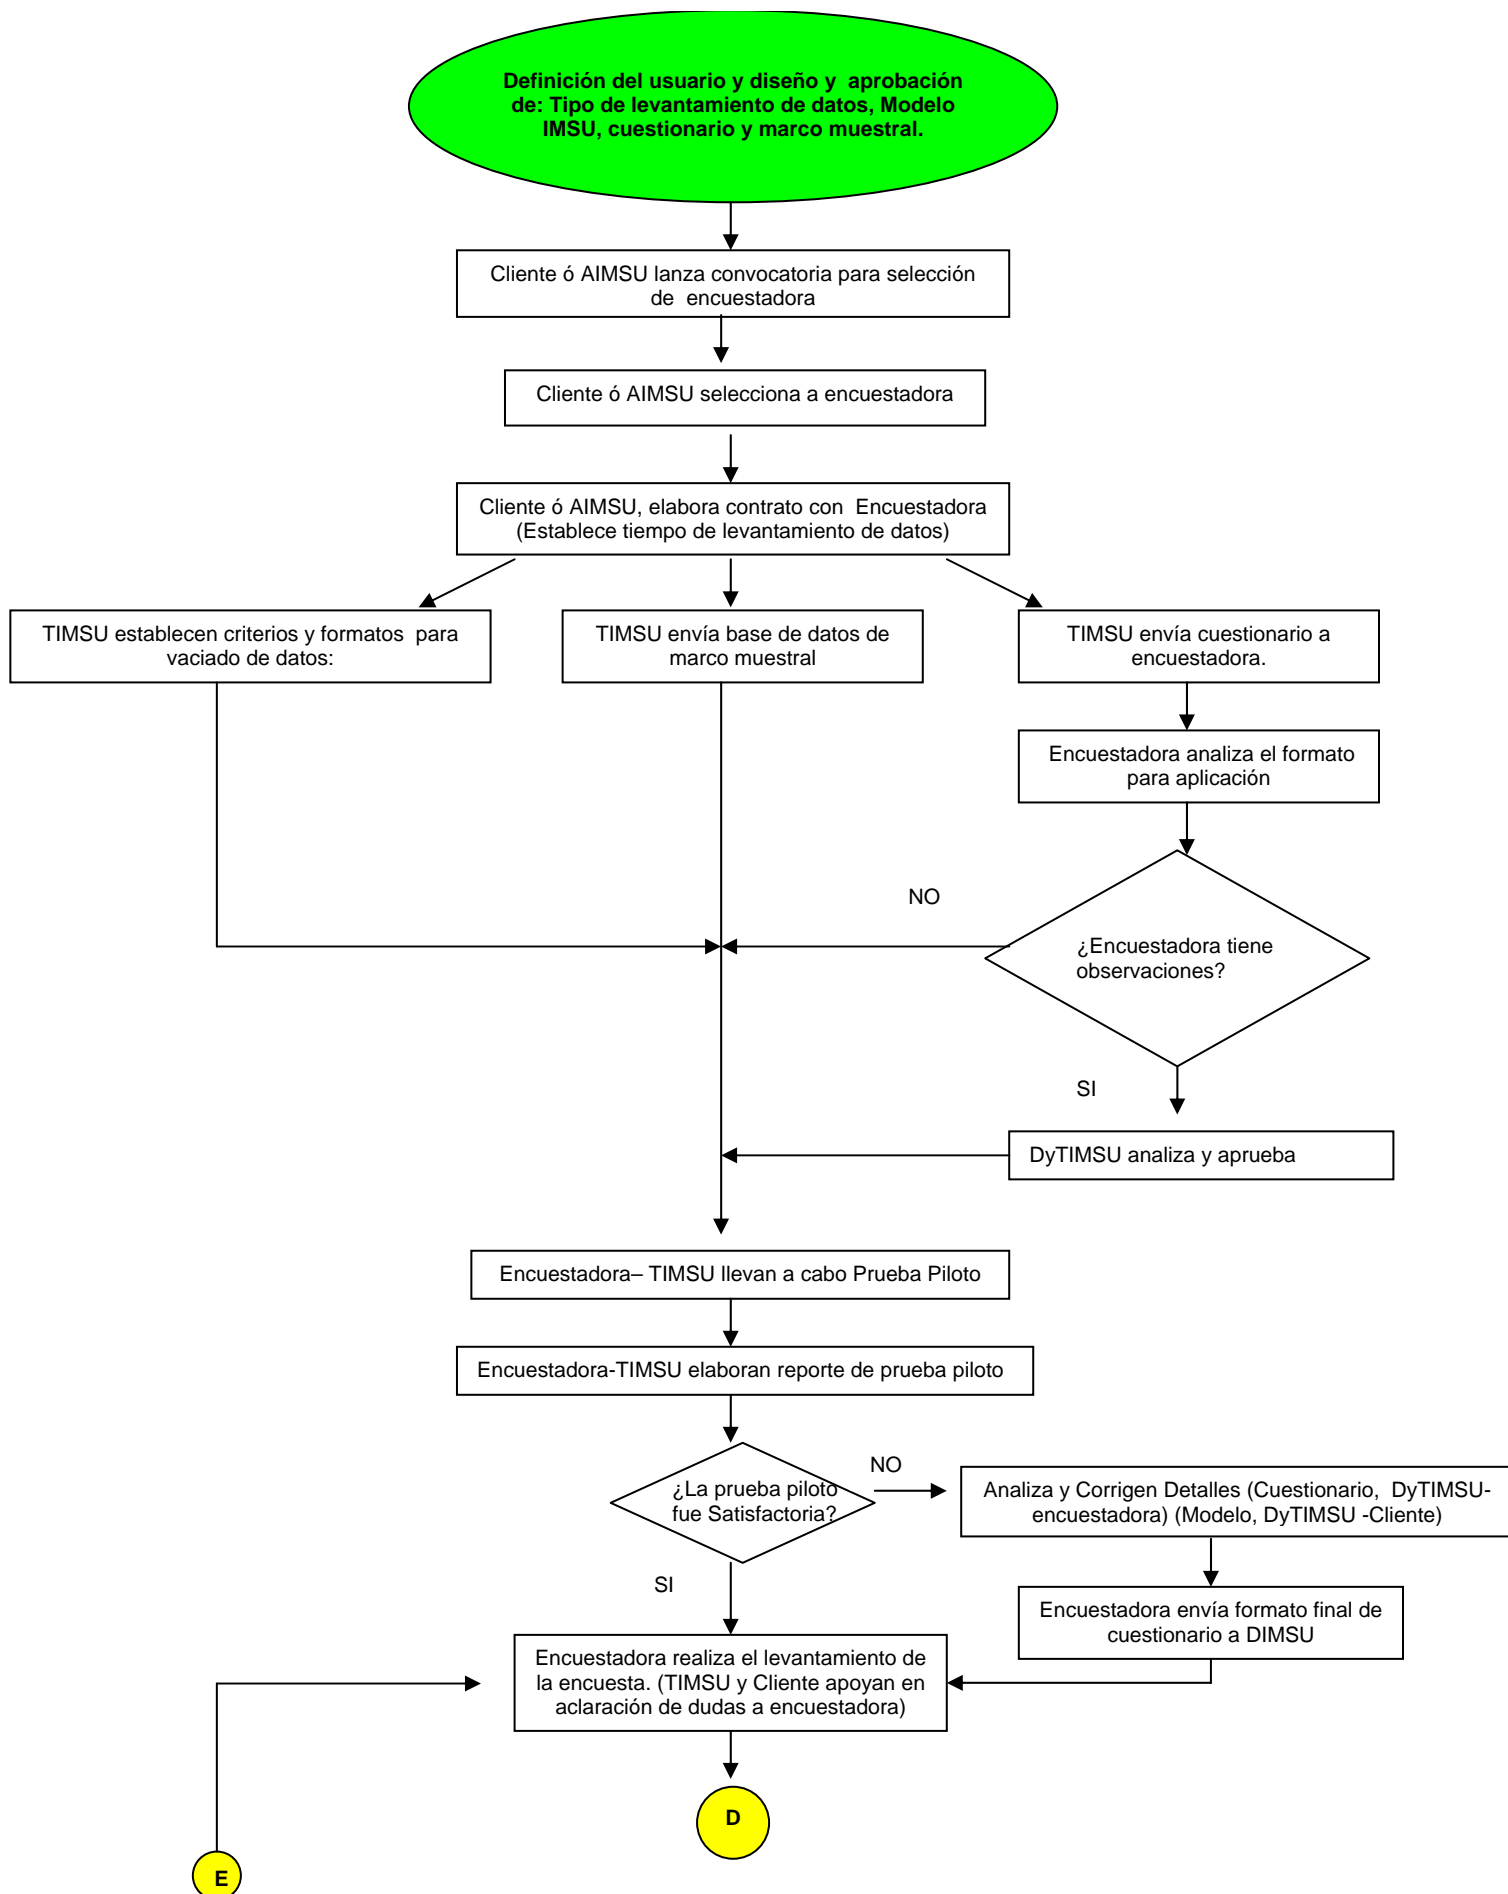 Definición del usuario y diseño y aprobación
de: Tipo de levantamiento de datos, Modelo
IMSU, cuestionario y marco muestral.
Cliente ó AIMSU lanza convocatoria para selección
de encuestadora
Cliente ó AIMSU selecciona a encuestadora
Cliente ó AIMSU, elabora contrato con Encuestadora
(Establece tiempo de levantamiento de datos)
TIMSU establecen criterios y formatos para
vaciado de datos:
TIMSU envía base de datos de
marco muestral
TIMSU envía cuestionario a
encuestadora.
Encuestadora analiza el formato
para aplicación
NO
¿Encuestadora tiene
observaciones?
SI
DyTIMSU analiza y aprueba
Encuestadora– TIMSU llevan a cabo Prueba Piloto
Encuestadora-TIMSU elaboran reporte de prueba piloto
¿La prueba piloto
fue Satisfactoria?
NO
Analiza y Corrigen Detalles (Cuestionario, DyTIMSU-
encuestadora) (Modelo, DyTIMSU -Cliente)
SI
Encuestadora envía formato final de
cuestionario a DIMSU
Encuestadora realiza el levantamiento de
la encuesta. (TIMSU y Cliente apoyan en
aclaración de dudas a encuestadora)
D
E